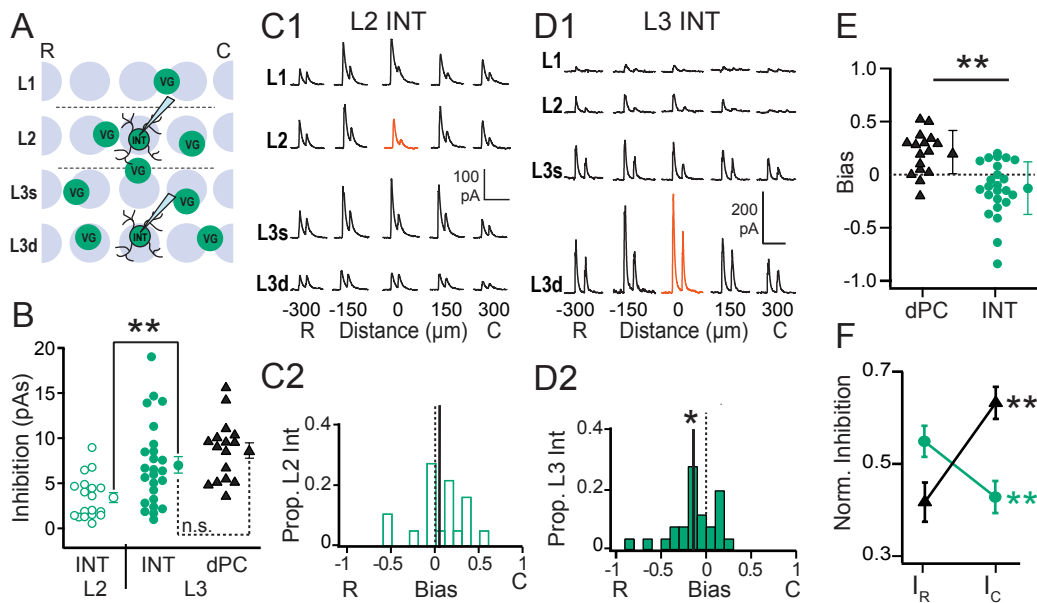 A
R C
L1
L2
L3s
L3d
VG
VG
INT
VG
VG
VG
VG
VG
INT
VG
B
**
Inhibition (pAs)
20
15
10
5
0
n.s.
INT INT dPC
L2 L3
C1 L2 INT
L1
L2
L3s
L3d
100
pA
-300 -150 0 150 300
R Distance (µm) C
C2
Prop. L2 Int
0.4
0.2
0
-1 -0.5 0 0.5 1
R Bias C
D1 L3 INT
L1
L2
L3s
L3d
200
pA
-300 -150 0 150 300
R Distance (µm) C
D2
*
Prop. L3 Int
0.4
0.2
0
-1 -0.5 0 0.5 1
R Bias C
E
**
Bias
1.0
0.5
0
-0.5
1.0
dPC INT
F
Norm. Inhibition
0.7
0.5
0.3
**
**
I_R I_C